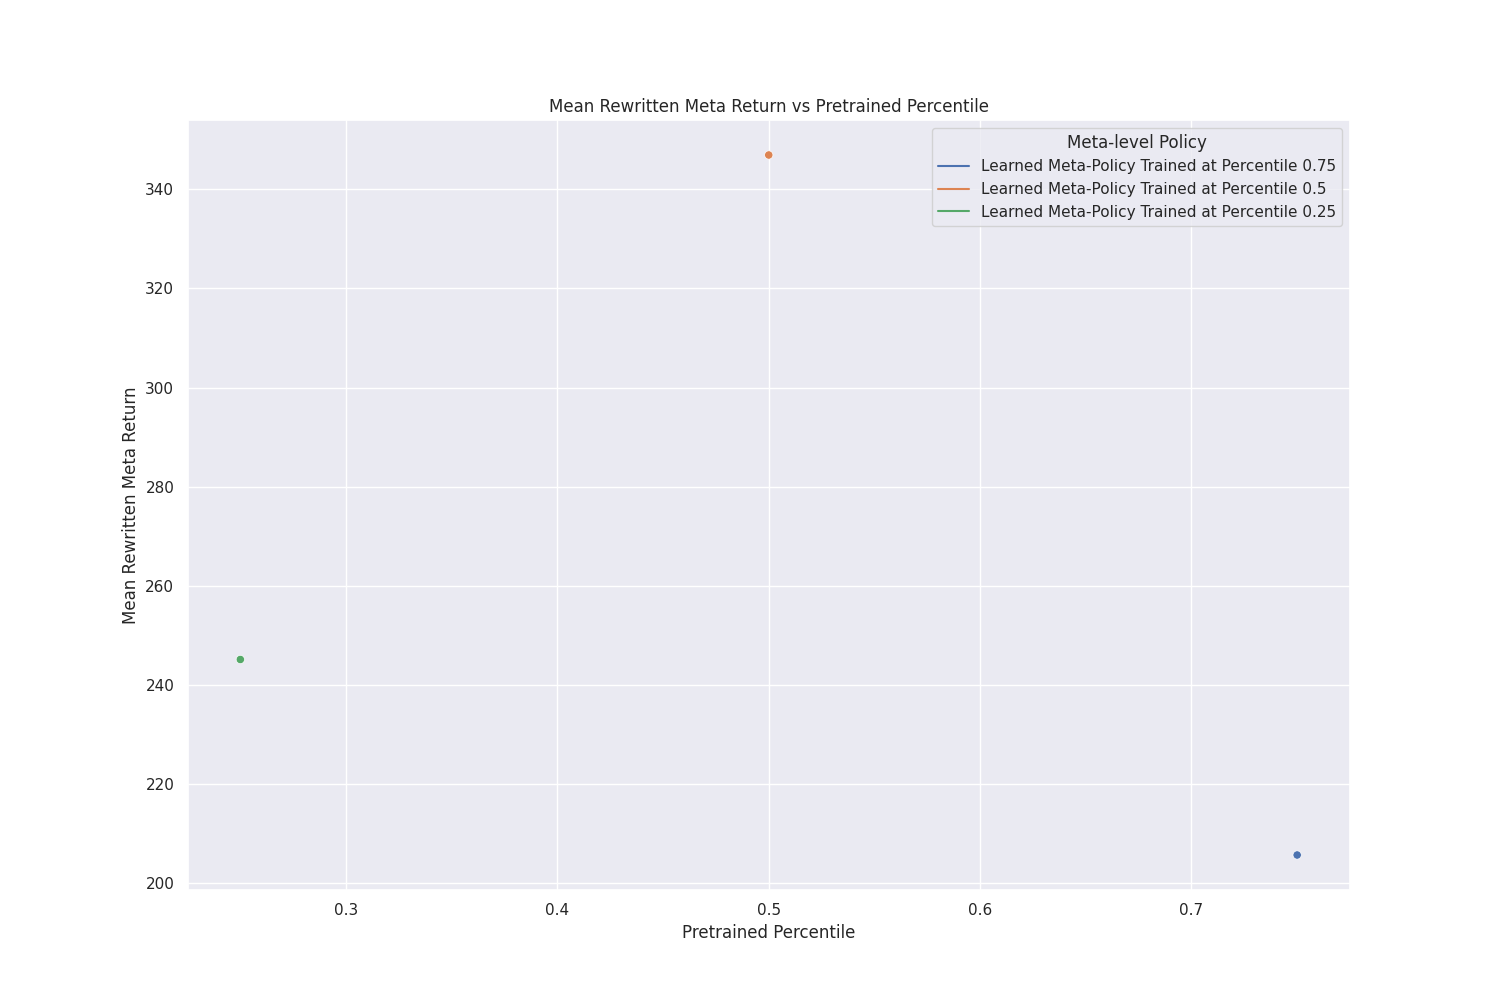 Mean Rewritten Meta Return vs Pretrained Percentile
Meta-level Policy
Learned Meta-Policy Trained at Percentile 0.75
Learned Meta-Policy Trained at Percentile 0.5
Learned Meta-Policy Trained at Percentile 0.25
Mean Rewritten Meta Return
340
320
300
280
260
240
220
200
0.3 0.4 0.5 0.6 0.7
Pretrained Percentile